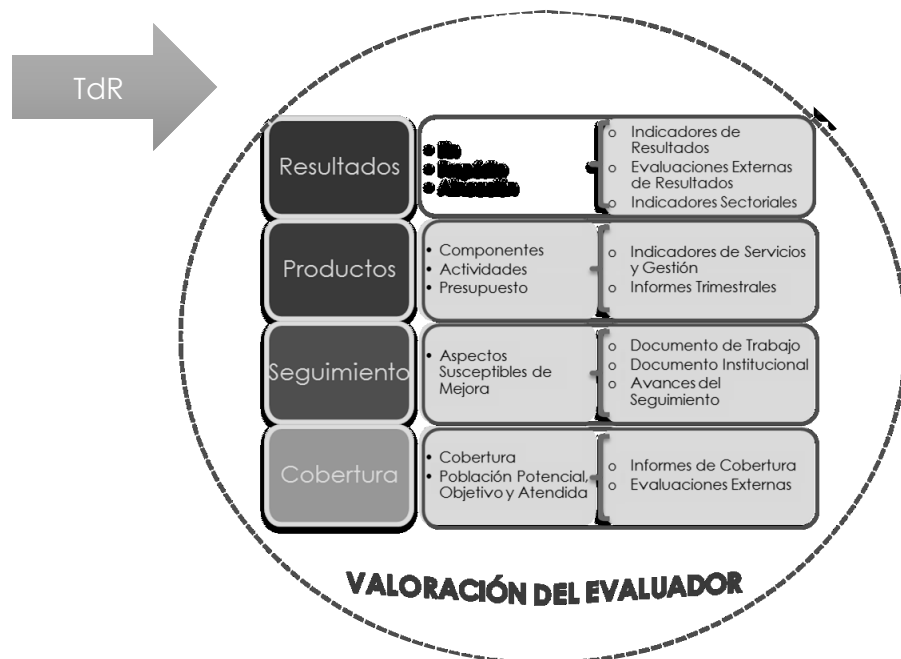 TdR
Resultados
Indicadores de
Resultados
Evaluaciones Externas
de Resultados
Indicadores Sectoriales
Productos
Componentes
Actividades
Presupuesto
Indicadores de Servicios
y Gestión
Informes Trimestrales
Seguimiento
Aspectos
Susceptibles de
Mejora
Documento de Trabajo
Documento Institucional
Avances del
Seguimiento
Cobertura
Cobertura
Población Potencial,
Objetivo y Atendida
Informes de Cobertura
Evaluaciones Externas
VALORACIÓN DEL EVALUADOR